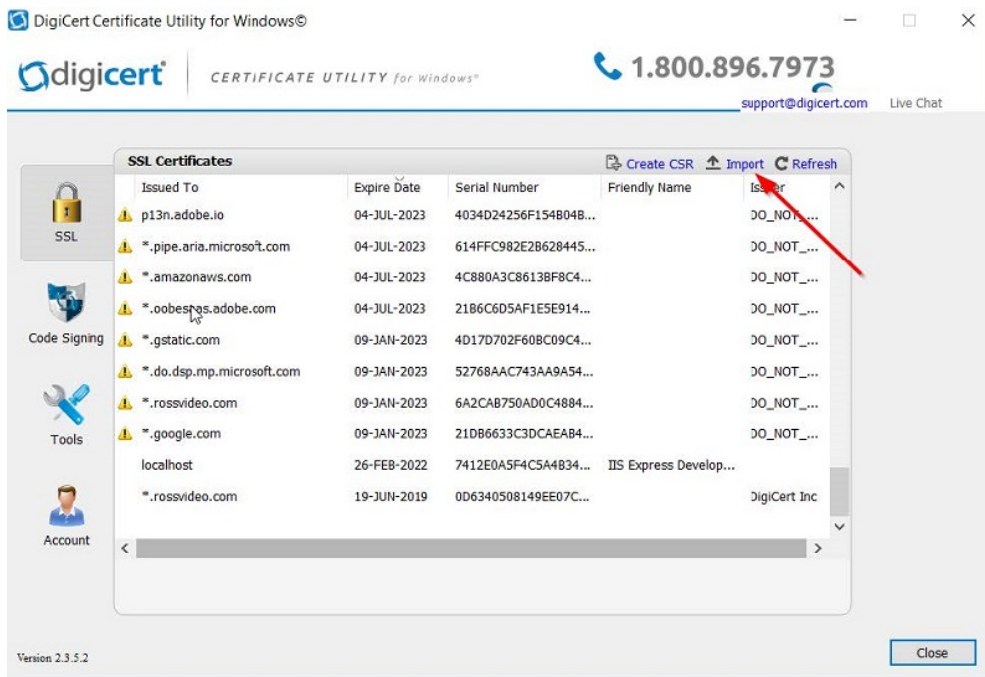 DigiCert Certificate Utility for Windows©
digicert® CERTIFICATE UTILITY for Windows® 1.800.896.7973
support@digicert.com Live Chat
SSL Certificates Create CSR Import Refresh
Issued To Expire Date Serial Number Friendly Name
p13n.adobe.io 04-JUL-2023 4034D24256F154B04B... DO_NOT_...
*.pipe.aria.microsoft.com 04-JUL-2023 614FFC982E2B628445... DO_NOT_...
*.amazonaws.com 04-JUL-2023 4C880A3C8613BF8C4... DO_NOT_...
04-JUL-2023 21B6C6D5AF1E5E914... DO_NOT_...
*.gstatic.com 09-JAN-2023 4D17D702F60BC09C4... DO_NOT_...
*.do.dsp.mp.microsoft.com 09-JAN-2023 52768AAC743AA9A54... DO_NOT_...
*.rossvideo.com 09-JAN-2023 6A2CAB750AD0C4884... DO_NOT_...
*.google.com 09-JAN-2023 21DB6633C3DCAEAB4... DO_NOT_...
localhost 26-FEB-2022 7412E0A5F4C5A4B34... IIS Express Develop...
*.rossvideo.com 19-JUN-2019 0D6340508149EE07C... DigiCert Inc
SSL
Code Signing
Tools
Account
Version 2.3.5.2
Close